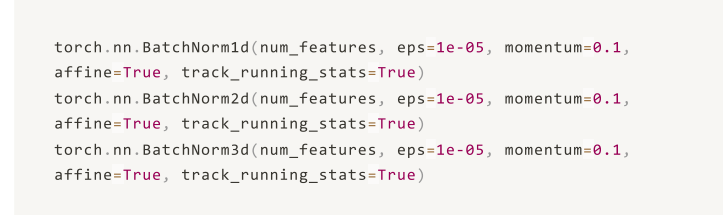 torch.nn.BatchNorm1d(num_features, eps=1e-05, momentum=0.1,
affine=True, track_running_stats=True)
torch.nn.BatchNorm2d(num_features, eps=1e-05, momentum=0.1,
affine=True, track_running_stats=True)
torch.nn.BatchNorm3d(num_features, eps=1e-05, momentum=0.1,
affine=True, track_running_stats=True)